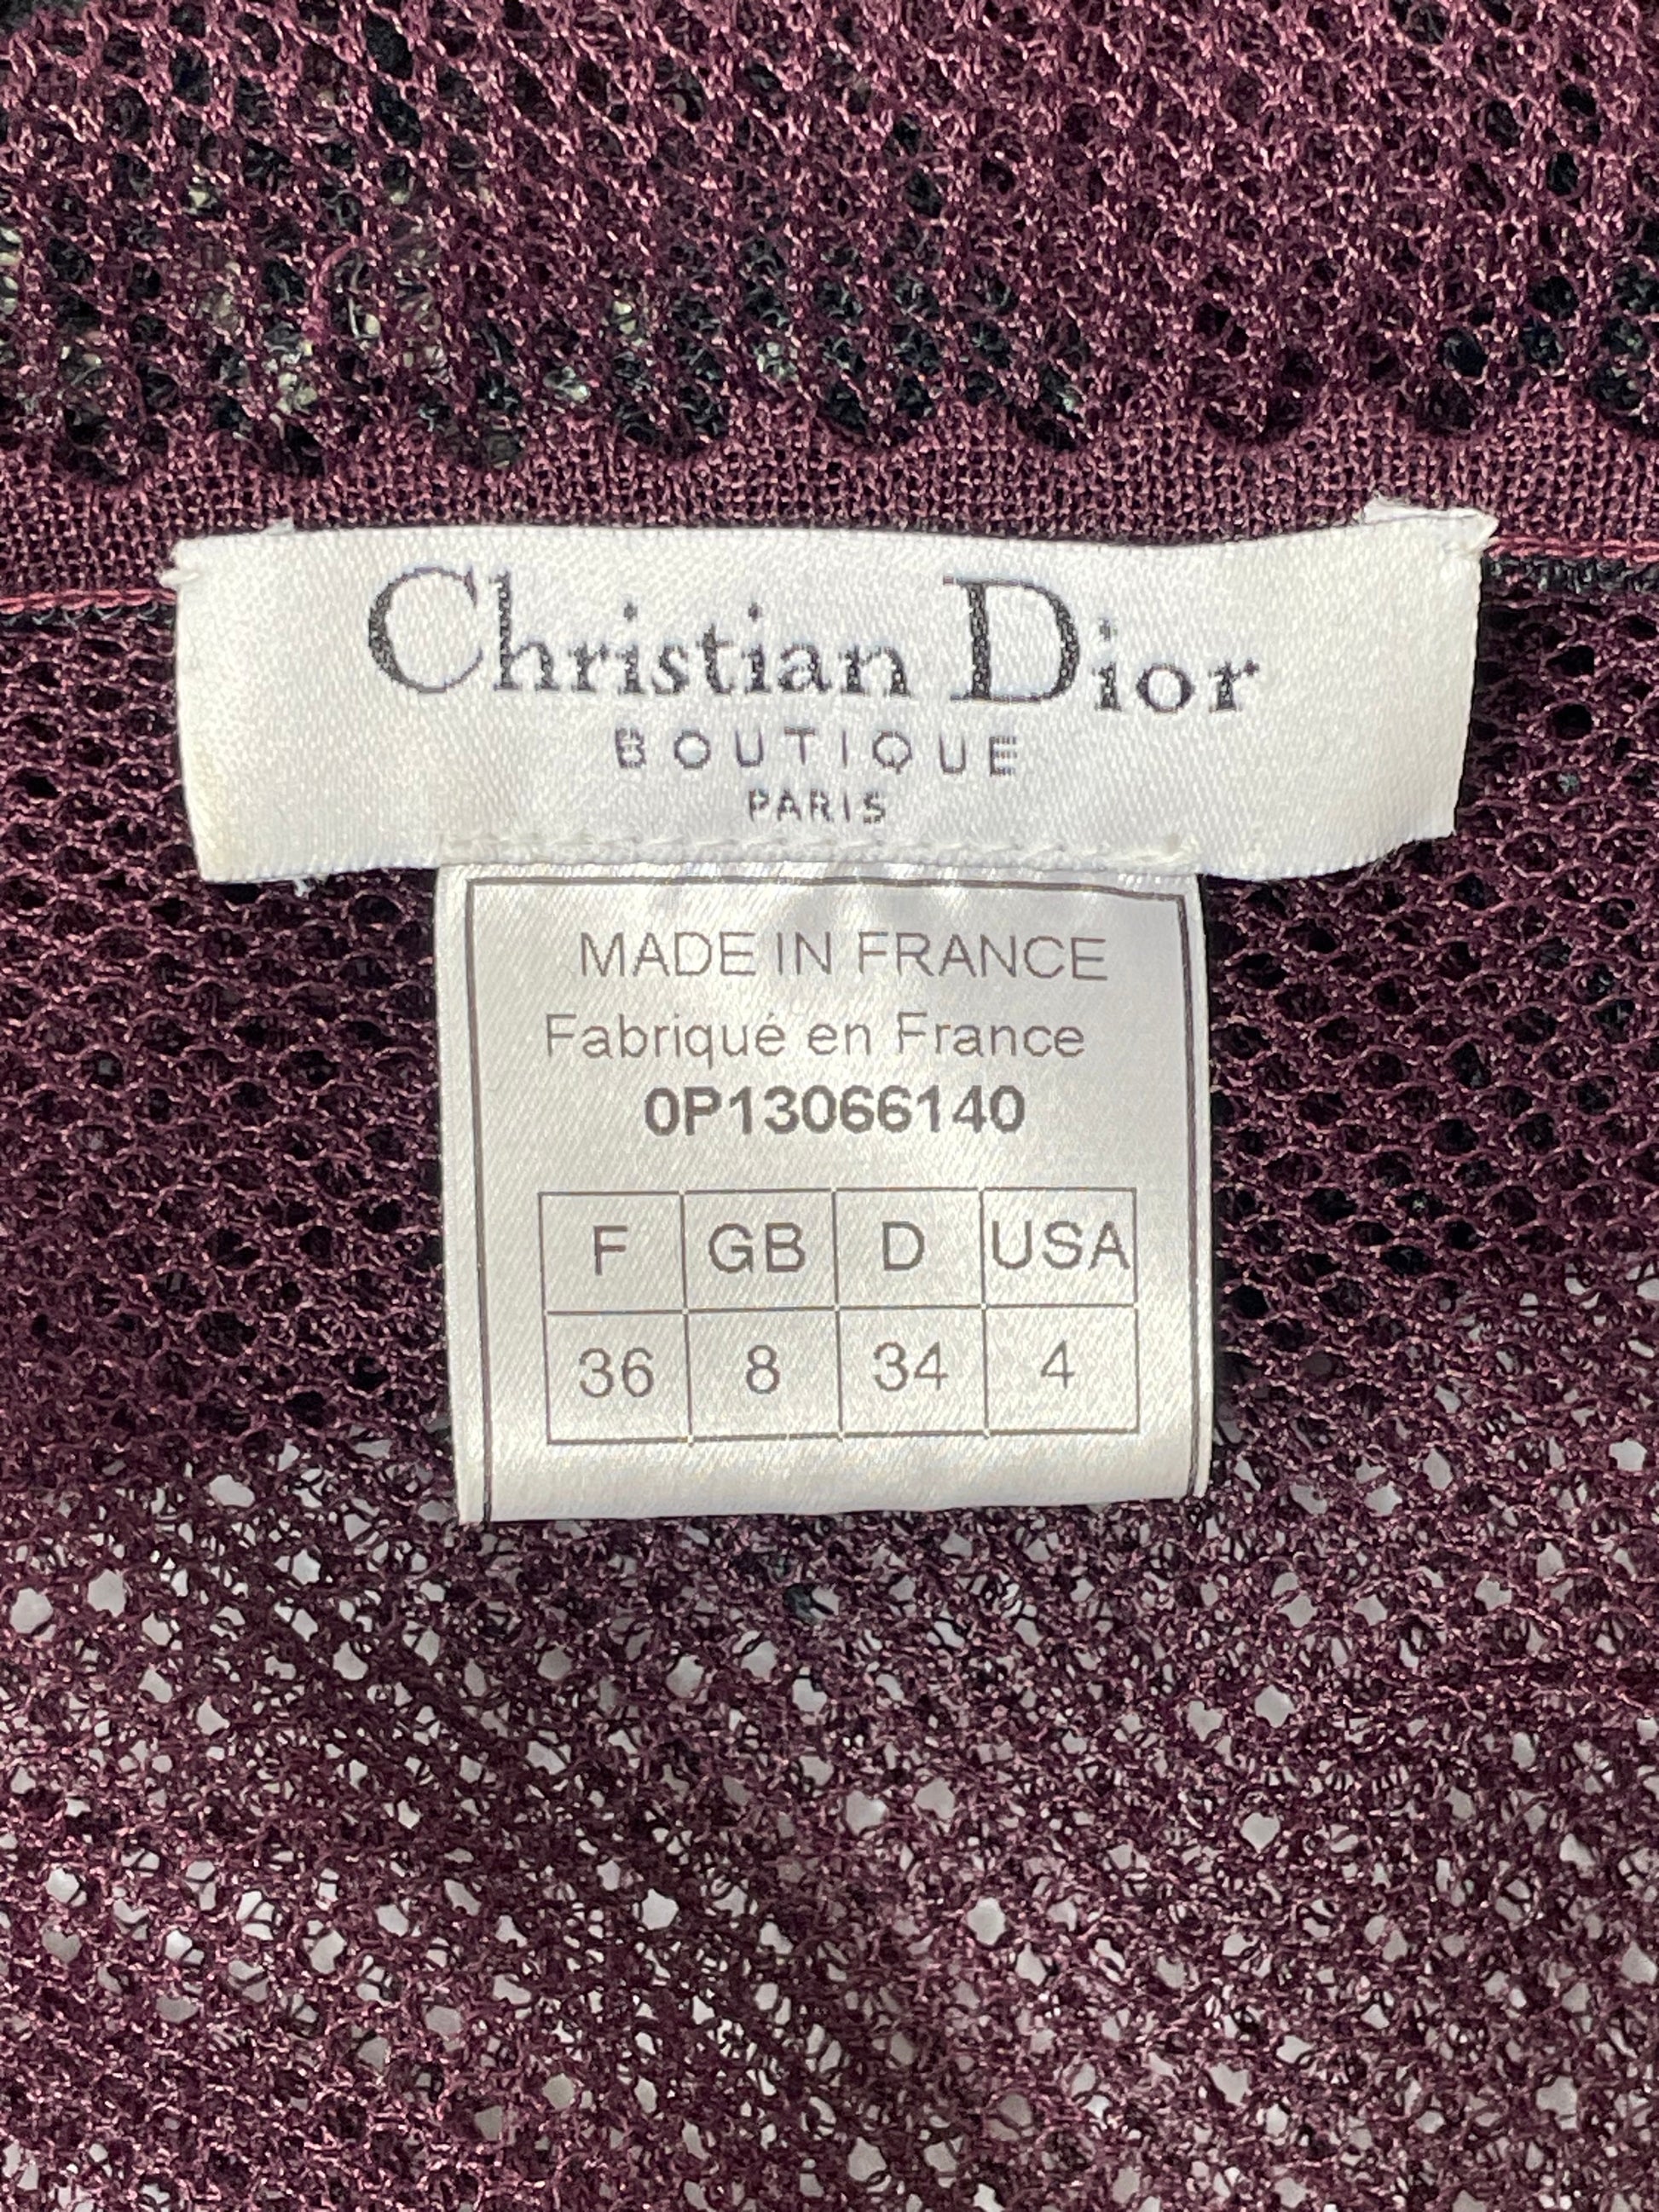 Christian Dior
BOUTIQUE
PARIS
MADE IN FRANCE
Fabriqué en France
0P13066140
F GB D USA
36 8 34 4